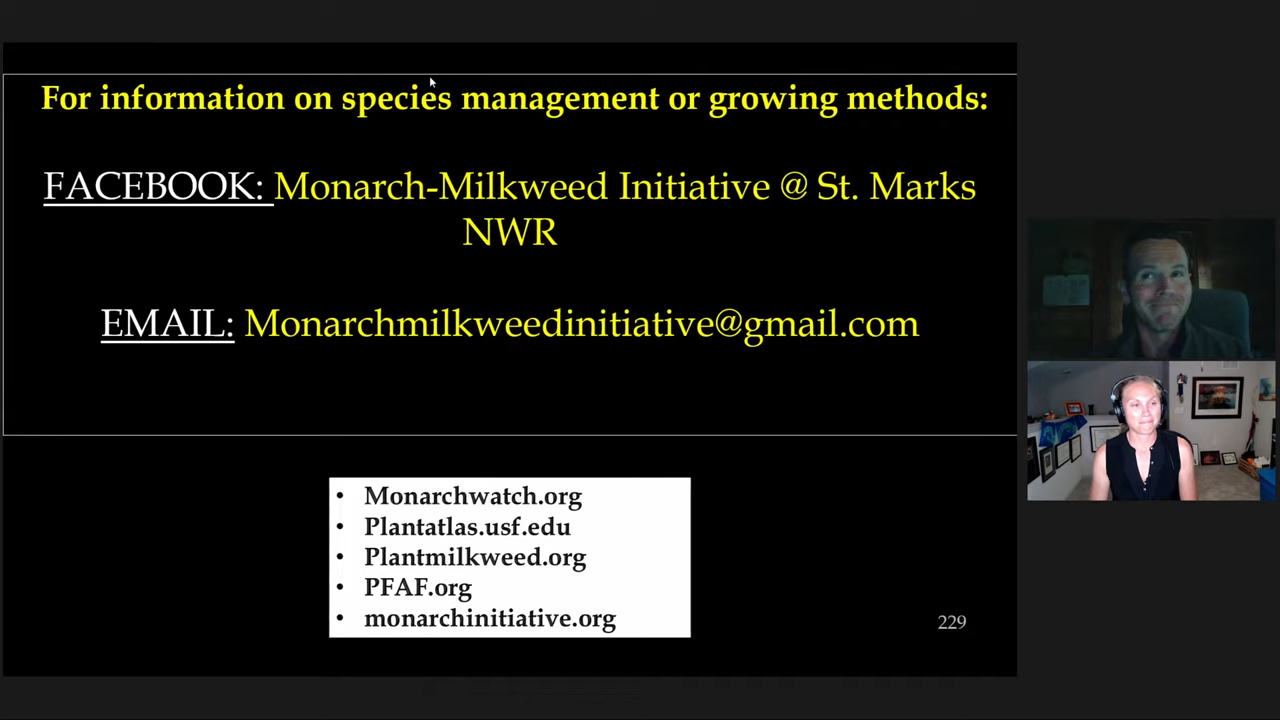 For information on species management or growing methods:
FACEBOOK: Monarch-Milkweed Initiative @ St. Marks
NWR
EMAIL: Monarchmilkweedinitiative@gmail.com
• Monarchwatch.org
• Plantatlas.usf.edu
• Plantmilkweed.org
• PFAF.org
• monarchinitiative.org
229